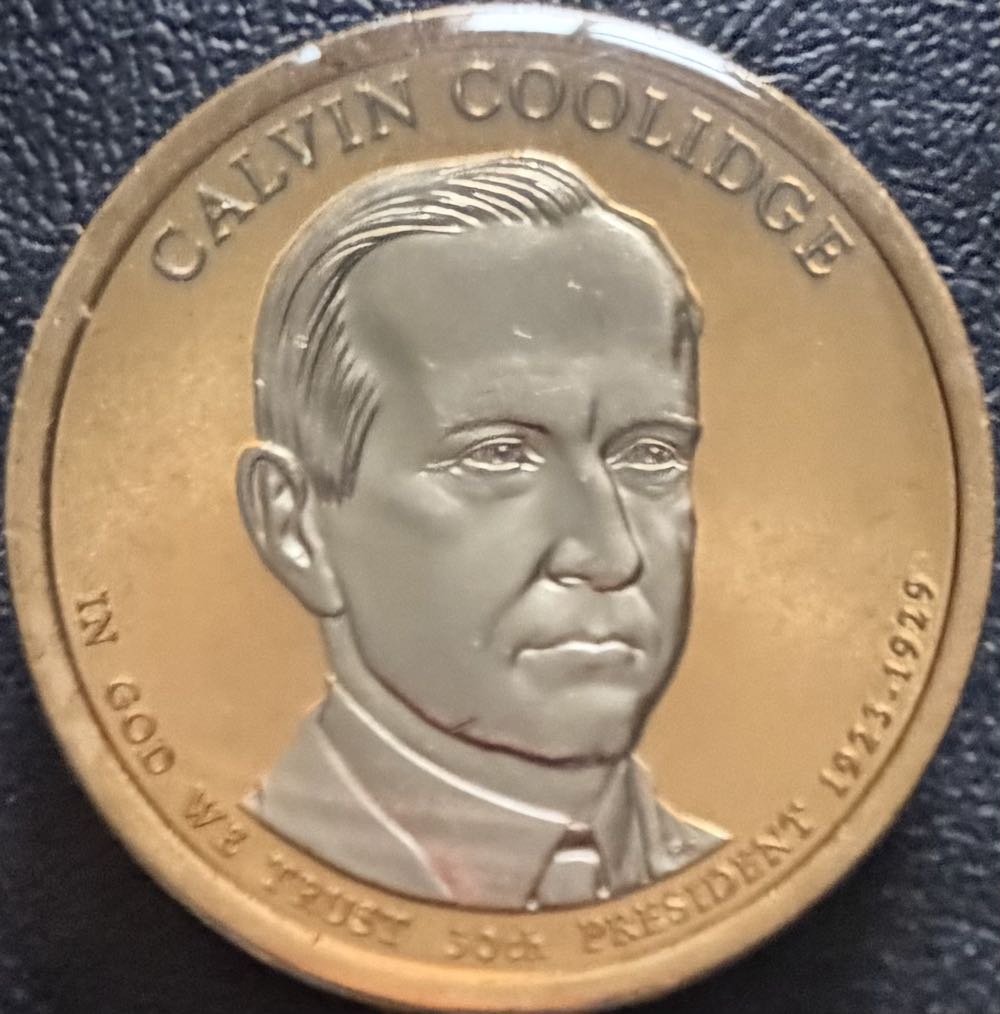 CALVIN COOLIDGE
IN GOD WE TRUST 30th PRESIDENT 1923-1929